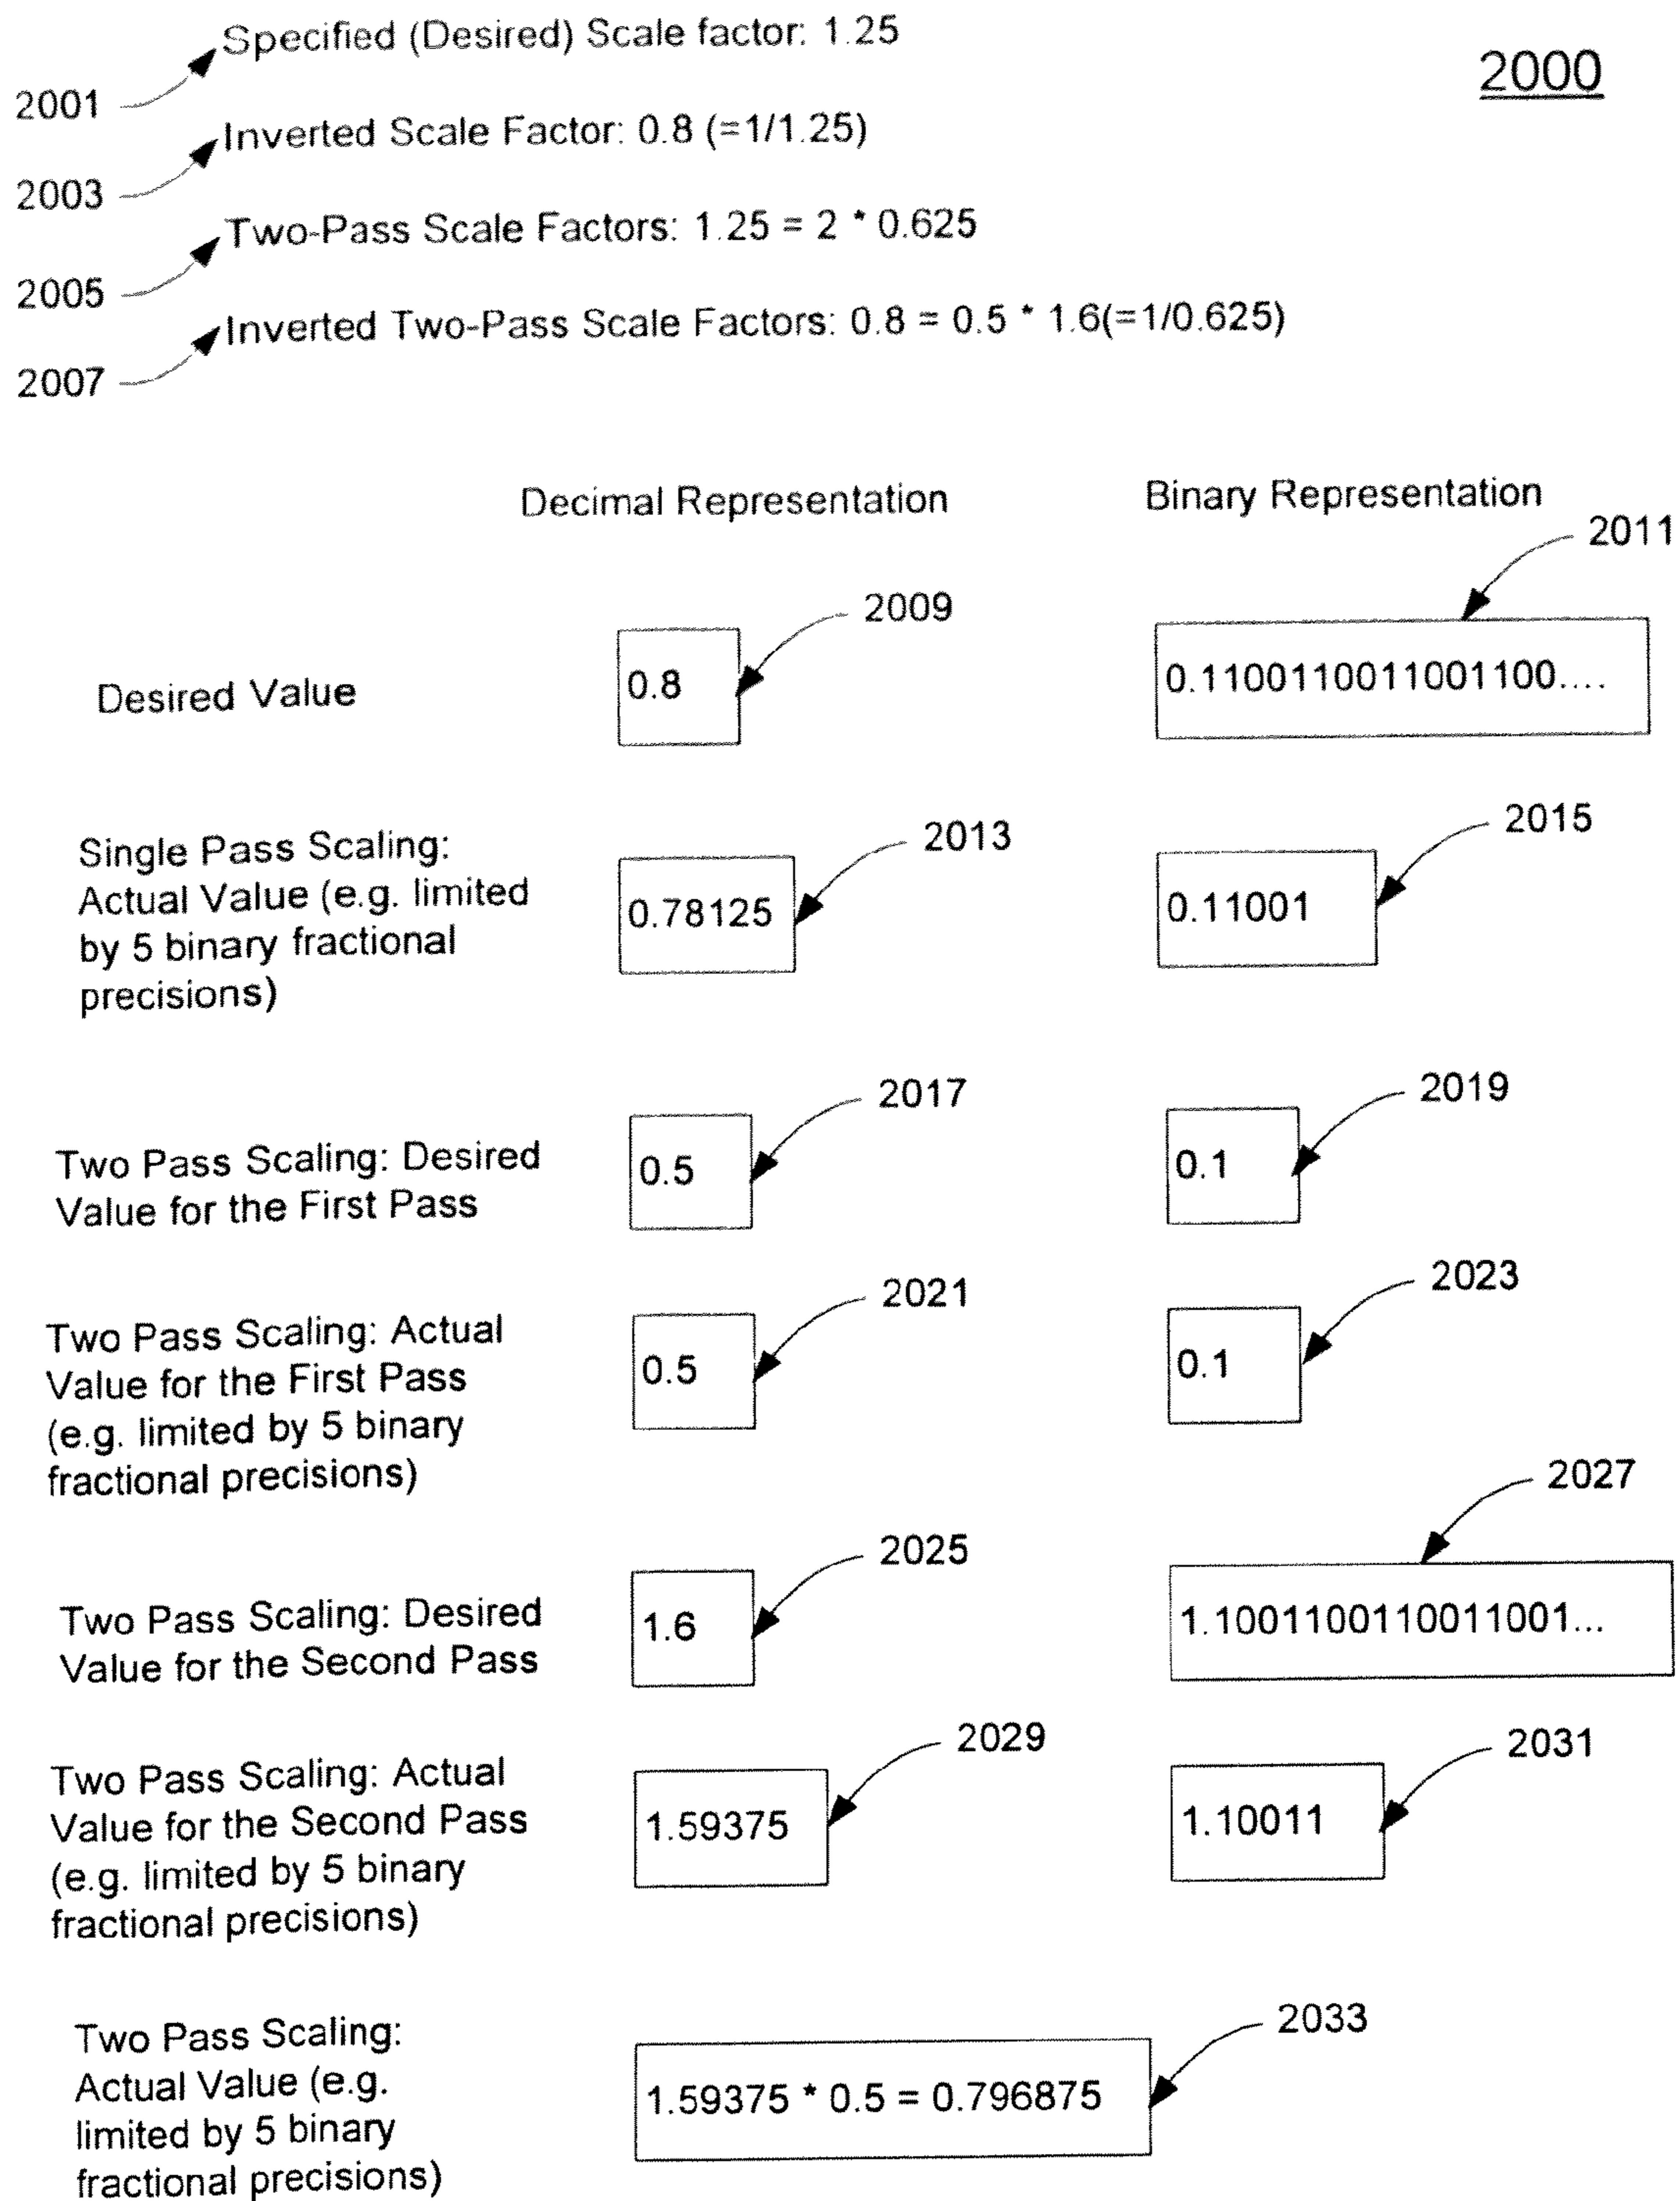 Specified (Desired) Scale factor: 1.25
2000
2001
Inverted Scale Factor: 0.8 (=1/1.25)
2003
Two-Pass Scale Factors: 1.25 = 2 * 0.625
2005
Inverted Two-Pass Scale Factors: 0.8 = 0.5 * 1.6(=1/0.625)
2007
Decimal Representation
Binary Representation
2011
2009
Desired Value
0.8
0.1100110011001100....
2015
2013
Single Pass Scaling:
Actual Value (e.g. limited
by 5 binary fractional
precisions)
0.78125
0.11001
2017
2019
Two Pass Scaling: Desired
Value for the First Pass
0.5
0.1
2021
2023
Two Pass Scaling: Actual
Value for the First Pass
(e.g. limited by 5 binary
fractional precisions)
0.5
0.1
2027
2025
Two Pass Scaling: Desired
Value for the Second Pass
1.6
1.1001100110011001...
2029
2031
Two Pass Scaling: Actual
Value for the Second Pass
(e.g. limited by 5 binary
fractional precisions)
1.59375
1.10011
2033
Two Pass Scaling:
Actual Value (e.g.
limited by 5 binary
fractional precisions)
1.59375 * 0.5 = 0.796875